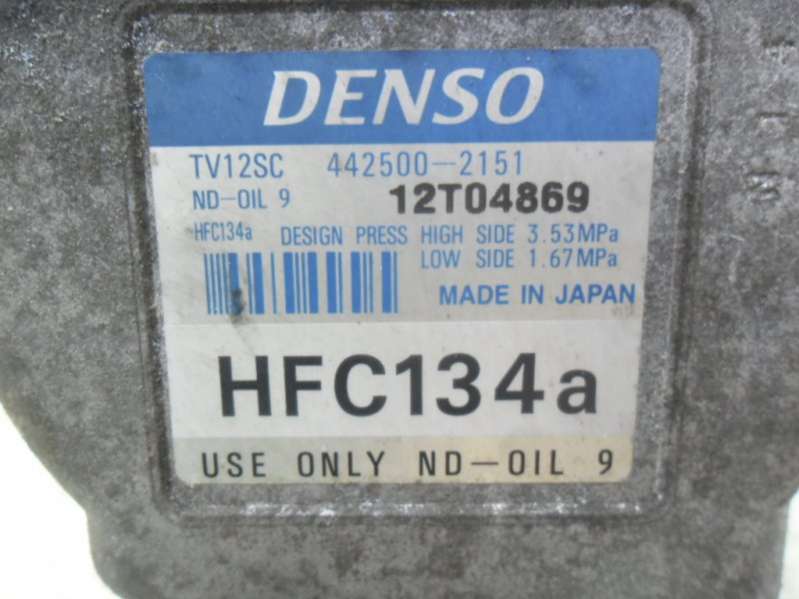 DENSO
TV12SC 442500-2151
ND-OIL 9 12T04869
HFC134a DESIGN PRESS HIGH SIDE 3.53MPa
LOW SIDE 1.67MPa
MADE IN JAPAN
HFC134a
USE ONLY ND-OIL 9